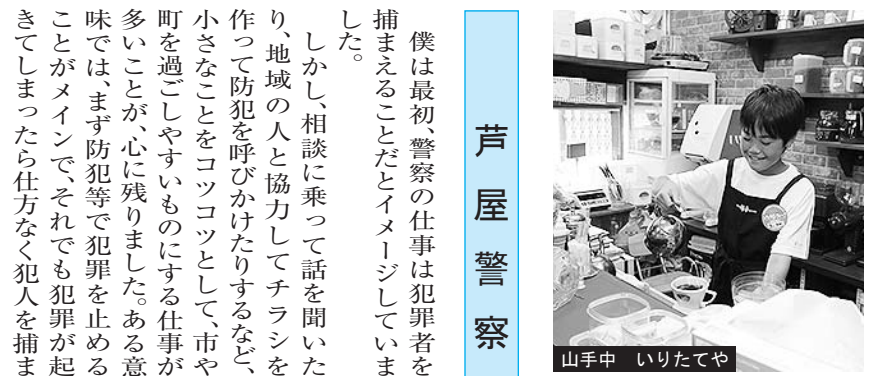 芦屋警察
僕は最初、警察の仕事は犯罪者を
捕まえることだとイメージしていま
した。
しかし、相談に乗って話を聞いた
り、地域の人と協力してチラシを
作って防犯を呼びかけたりするなど、
小さなことをコツコツとして、市や
町を過ごしやすいものにする仕事が
多いことが、心に残りました。ある意
味では、まず防犯等で犯罪を止める
ことがメインで、それでも犯罪が起
きてしまったら仕方なく犯人を捕ま
山手中　いりたてや